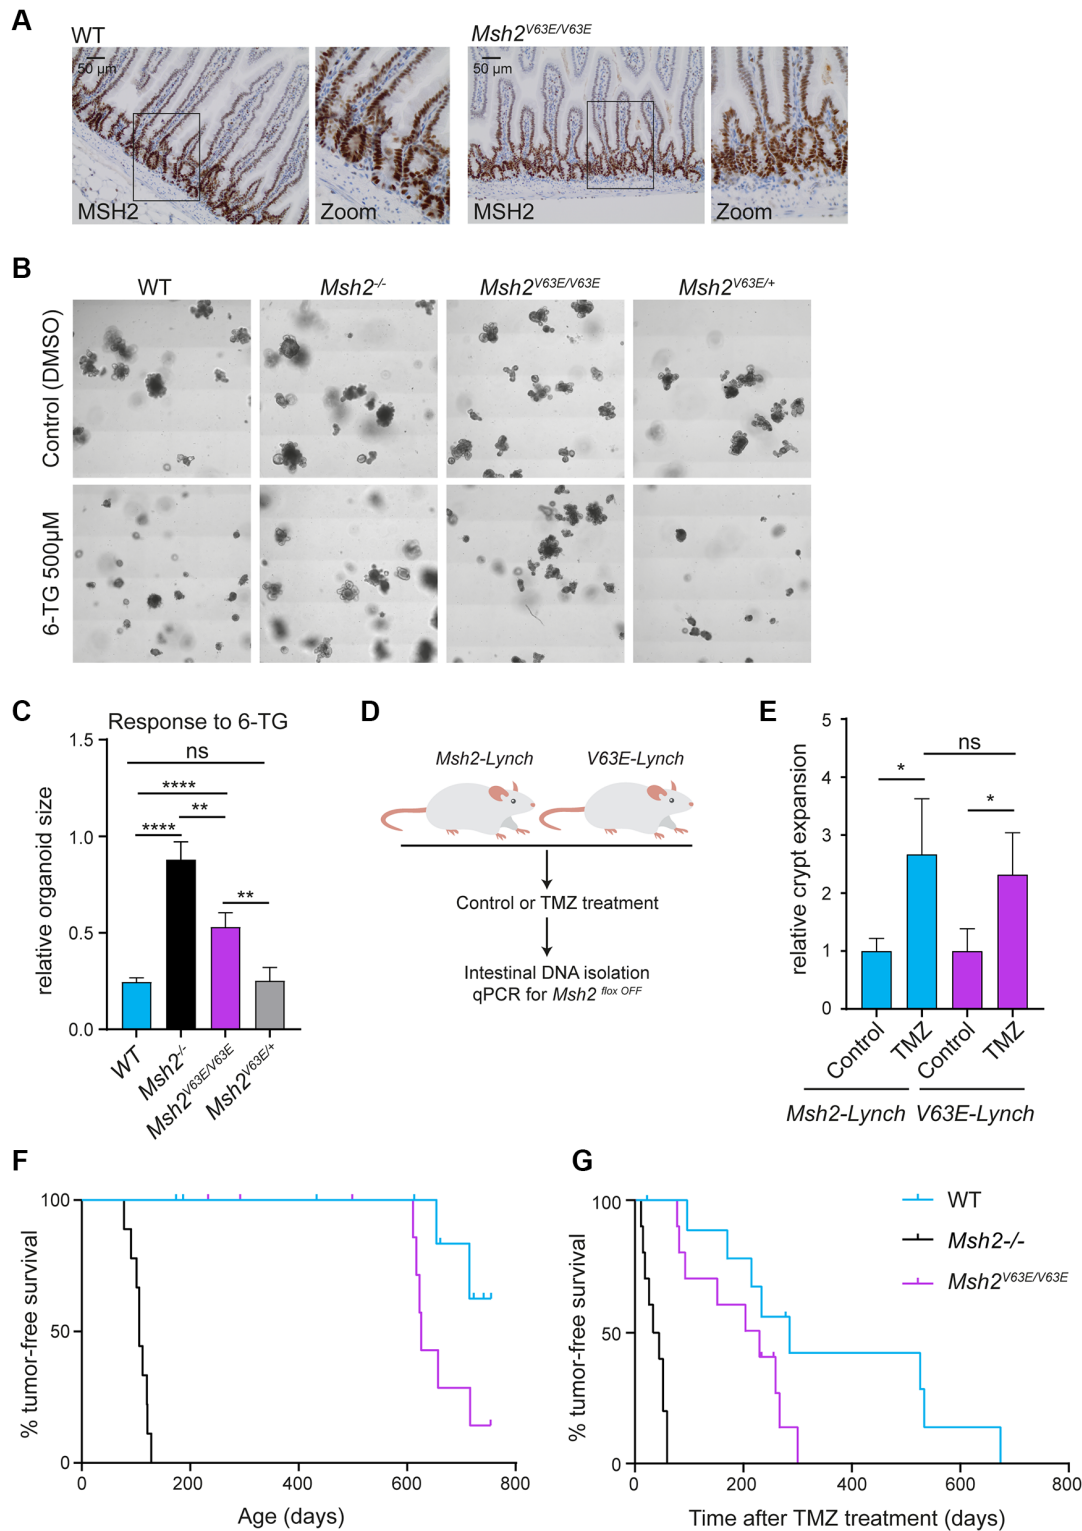 A
WT
Msh2V63E/V63E
50 µm
50 µm
MSH2
Zoom
MSH2
Zoom
B
WT
Msh2-/-
Msh2V63E/V63E
Msh2V63E/+
Control (DMSO)
6-TG 500µM
C
Response to 6-TG
relative organoid size
1.5
1.0
0.5
0.0
ns
****
**
****
**
WT
Msh2-/-
Msh2V63E/V63E
Msh2V63E/+
D
Msh2-Lynch
V63E-Lynch
Control or TMZ treatment
Intestinal DNA isolation
qPCR for Msh2 flox OFF
E
relative crypt expansion
5
4
3
2
1
0
ns
*
*
Control
TMZ
Control
TMZ
Msh2-Lynch
V63E-Lynch
F
% tumor-free survival
100
50
0
0
200
400
600
800
Age (days)
G
% tumor-free survival
100
50
0
0
200
400
600
800
Time after TMZ treatment (days)
WT
Msh2-/-
Msh2V63E/V63E